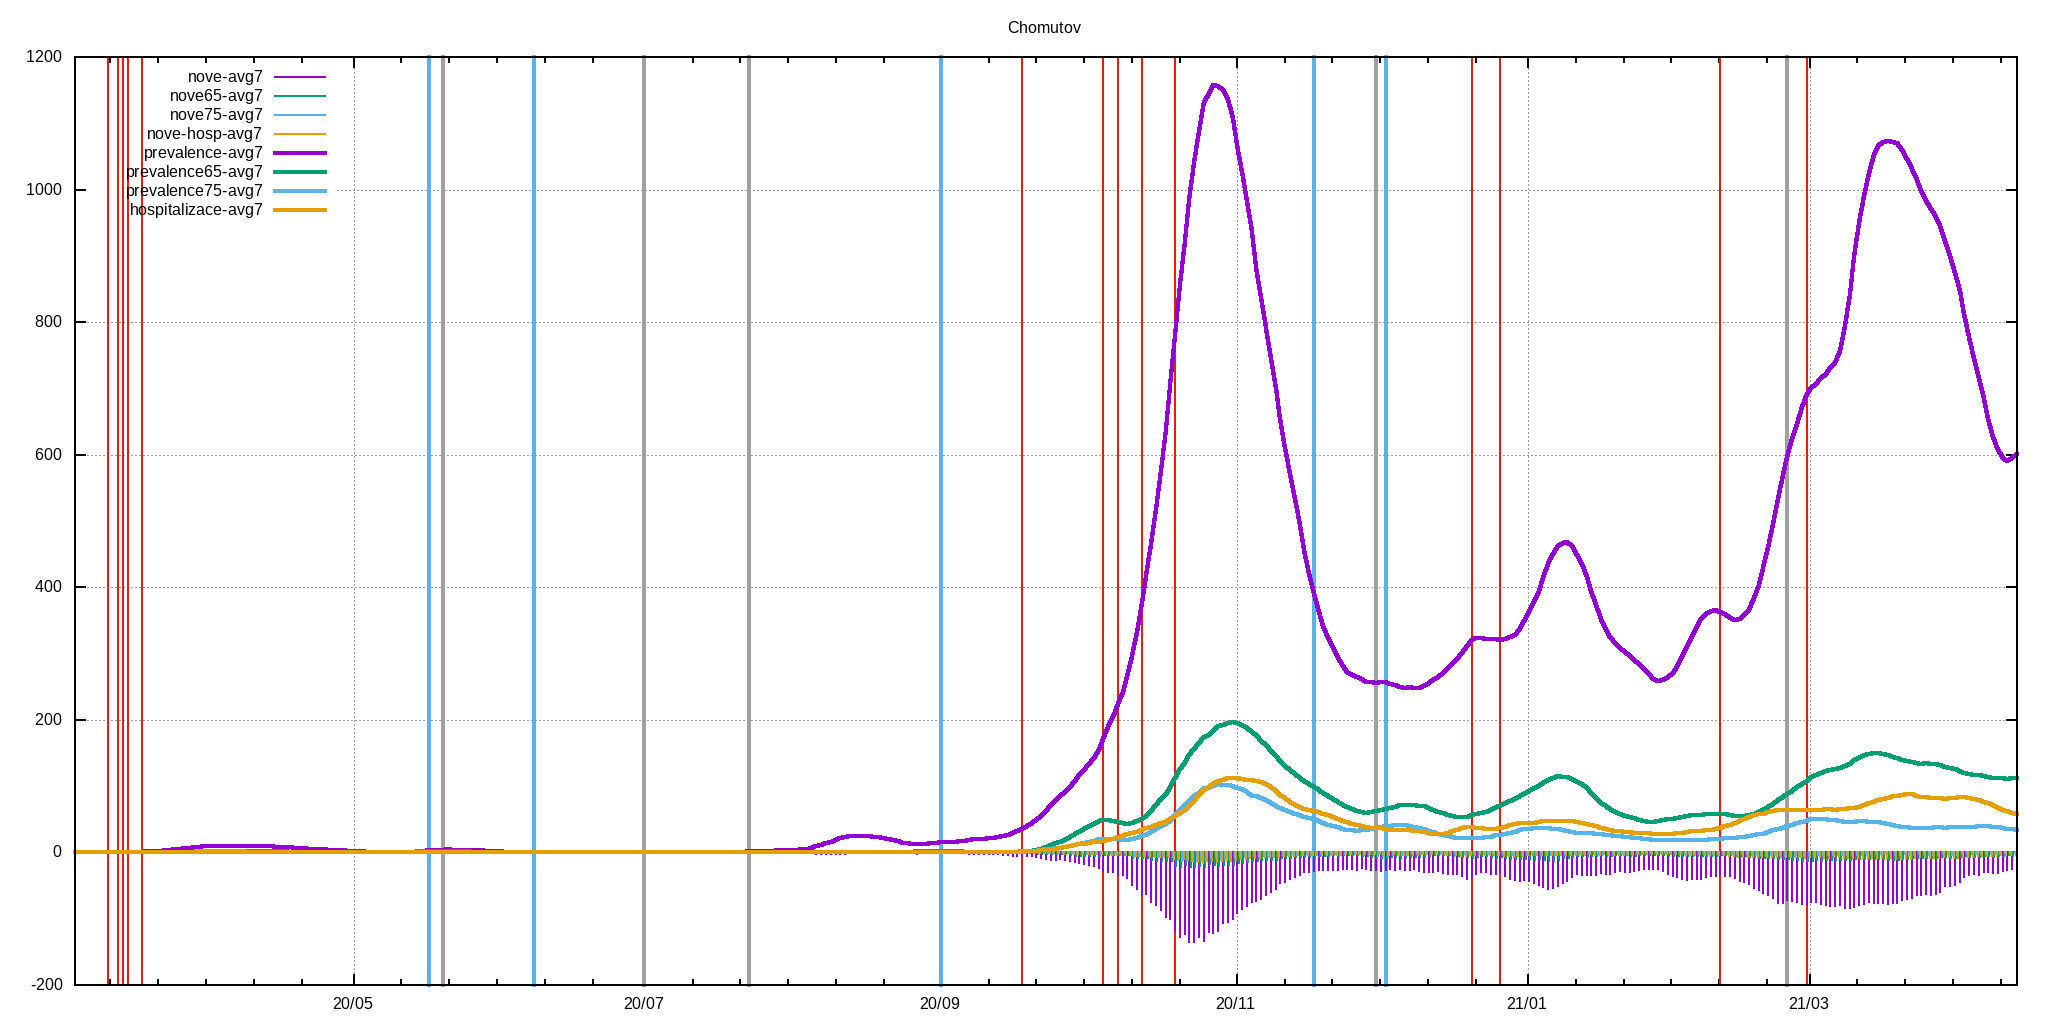 Chomutov
nove-avg7
nove65-avg7
nove75-avg7
nove-hosp-avg7
prevalence-avg7
prevalence65-avg7
prevalence75-avg7
hospitalizace-avg7
1200
1000
800
600
400
200
0
-200
20/05 20/07 20/09 20/11 21/01 21/03